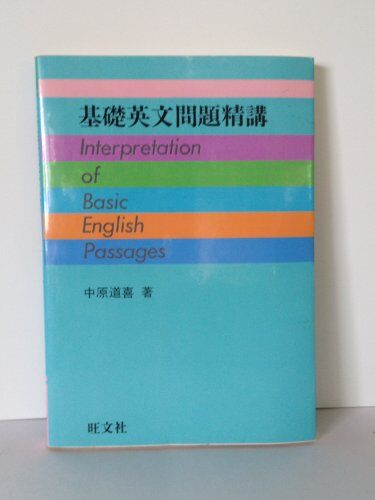 基礎英文問題精講
Interpretation
of
Basic
English
Passages
中原道喜 著
旺文社